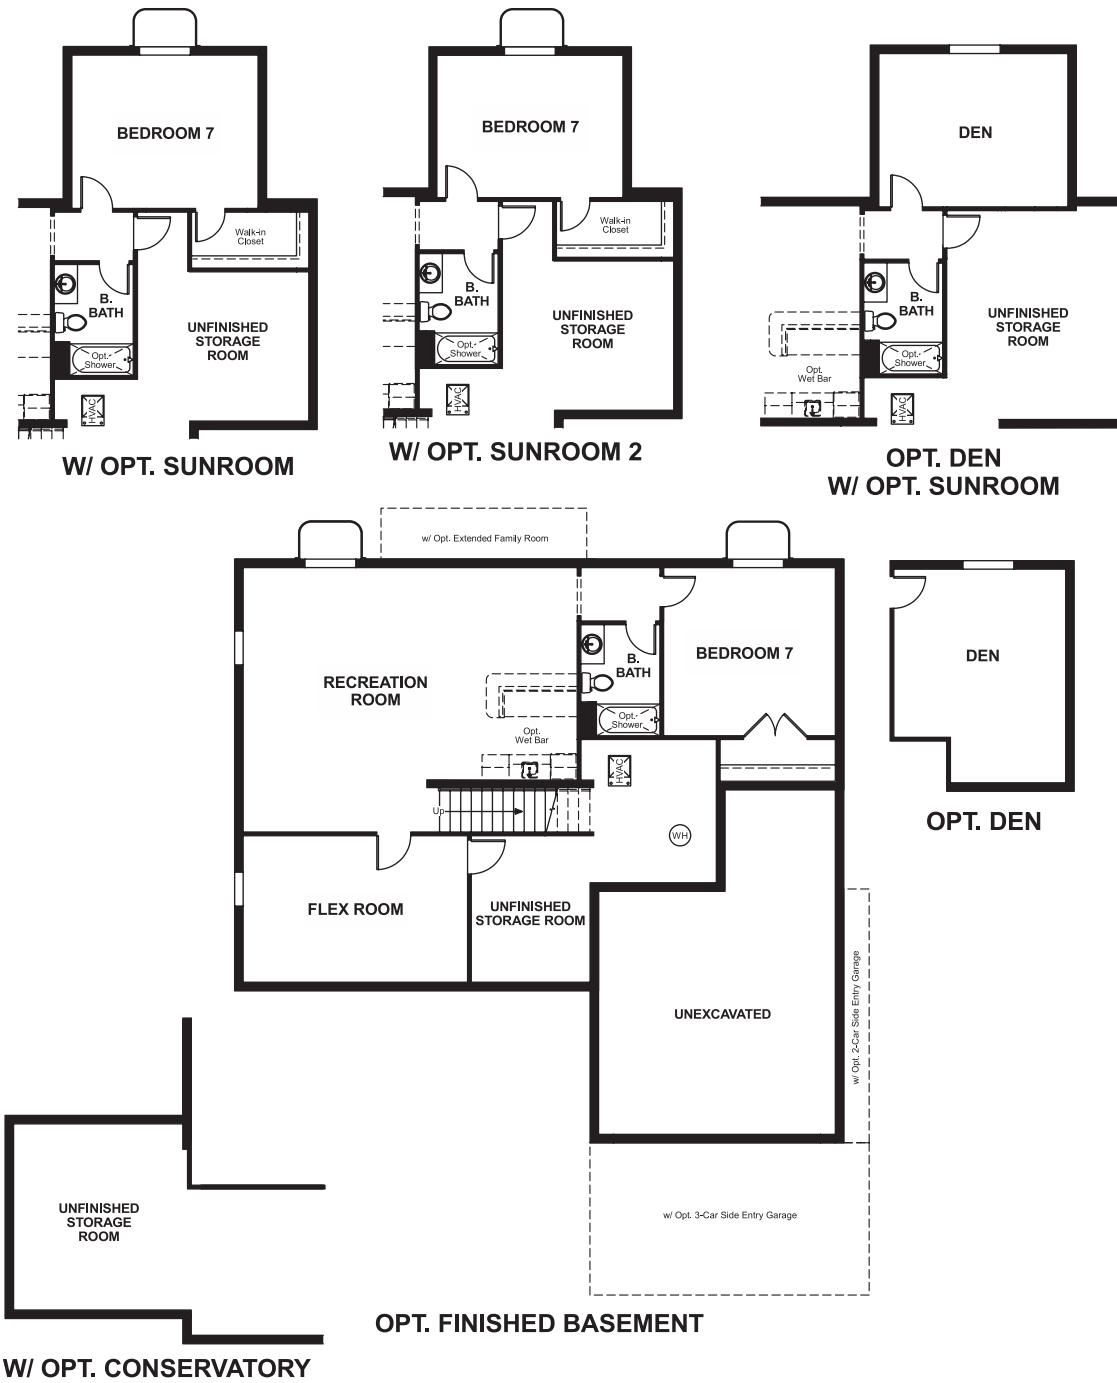 BEDROOM 7
Walk-in
Closet
B.
BATH
UNFINISHED
STORAGE
ROOM
Opt.
Shower
HVAC
W/ OPT. SUNROOM
BEDROOM 7
Walk-in
Closet
B.
BATH
UNFINISHED
STORAGE
ROOM
Opt.
Shower
HVAC
W/ OPT. SUNROOM 2
DEN
B.
BATH
UNFINISHED
STORAGE
ROOM
Opt.
Shower
Opt.
Wet Bar
HVAC
OPT. DEN
W/ OPT. SUNROOM
w/ Opt. Extended Family Room
RECREATION
ROOM
B.
BATH
BEDROOM 7
Opt.
Shower
Opt.
Wet Bar
HVAC
Up
WH
FLEX ROOM
UNFINISHED
STORAGE ROOM
UNEXCAVATED
w/ Opt. 2-Car Side Entry Garage
w/ Opt. 3-Car Side Entry Garage
OPT. FINISHED BASEMENT
DEN
OPT. DEN
UNFINISHED
STORAGE
ROOM
W/ OPT. CONSERVATORY